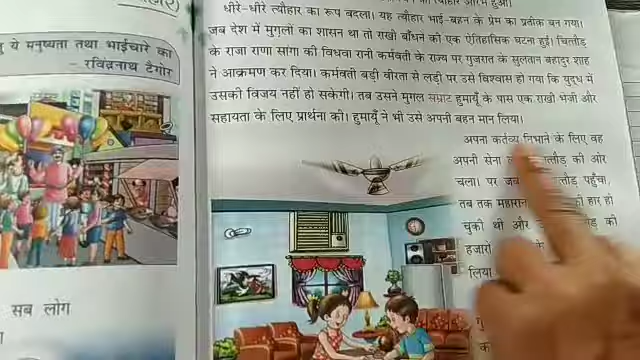 धीरे-धीरे त्यौहार का रूप बदला। यह त्यौहार भाई-बहन के प्रेम का प्रतीक बन गया।
जब देश में मुगलों का शासन था तो राखी बाँधने की एक ऐतिहासिक घटना हुई। चित्तौड़
के राजा राणा सांगा की विधवा रानी कर्मवती के राज्य पर गुजरात के सुल्तान बहादुर शाह
ने आक्रमण कर दिया। कर्मवती बड़ी वीरता से लड़ी पर उसे विश्वास हो गया कि युद्ध में
उसकी विजय नहीं हो सकेगी। तब उसने मुगल सम्राट हुमायूँ के पास एक राखी भेजी और
सहायता के लिए प्रार्थना की। हुमायूँ ने भी उसे अपनी बहन मान लिया।
अपना कर्तव्य निभाने के लिए वह
अपनी सेना की ओर
चला। पर जब पहुँचा,
तब तक हार हो
चुकी थी और की
हजारों
लिया
ये मनुष्यता तथा भाईचारे का
– रविंद्रनाथ टैगोर
सब लोग